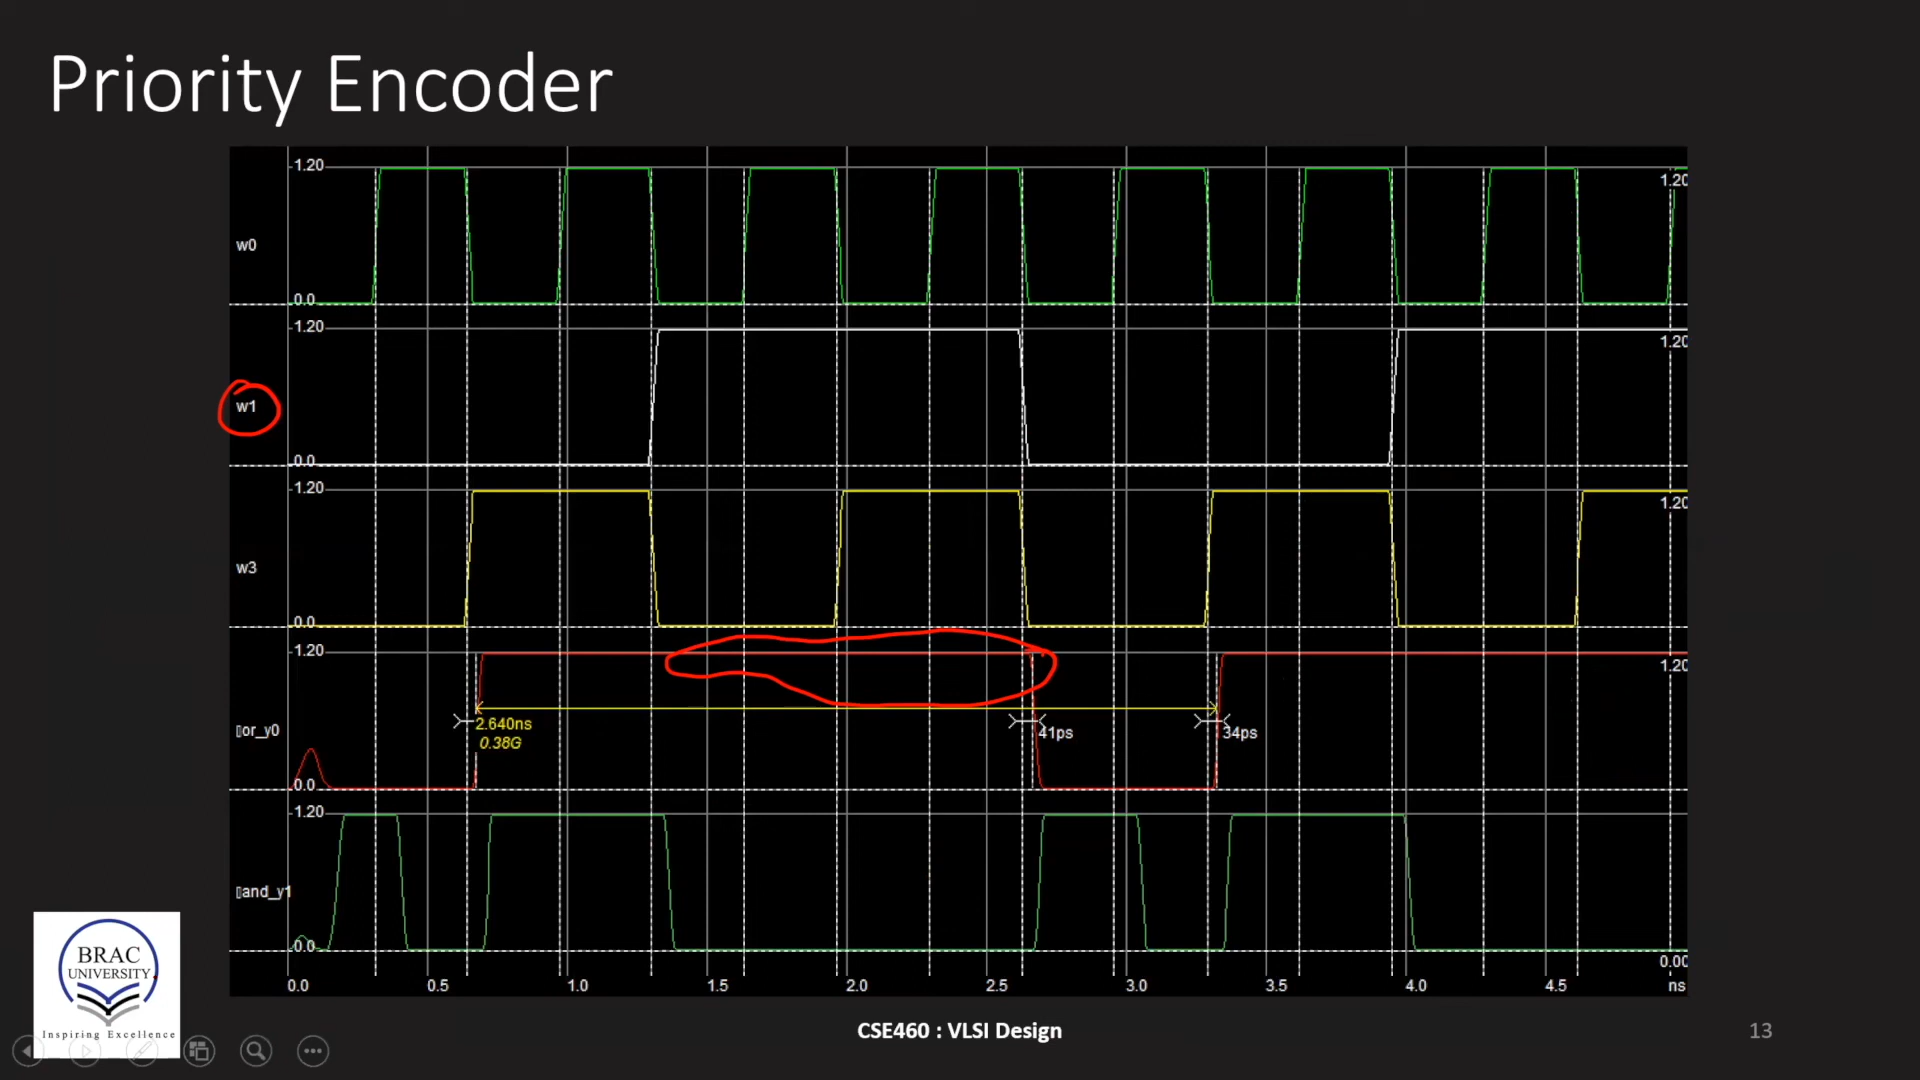 Priority Encoder
1.20
1.20
w0
0.0
1.20
1.20
w1
0.0
1.20
1.20
w3
0.0
1.20
1.20
or_y0
2.640ns
0.38G
41ps
34ps
0.0
1.20
and_y1
0.0
0.00
0.0 0.5 1.0 1.5 2.0 2.5 3.0 3.5 4.0 4.5 ns
BRAC
UNIVERSITY
Inspiring Excellence
CSE460 : VLSI Design
13